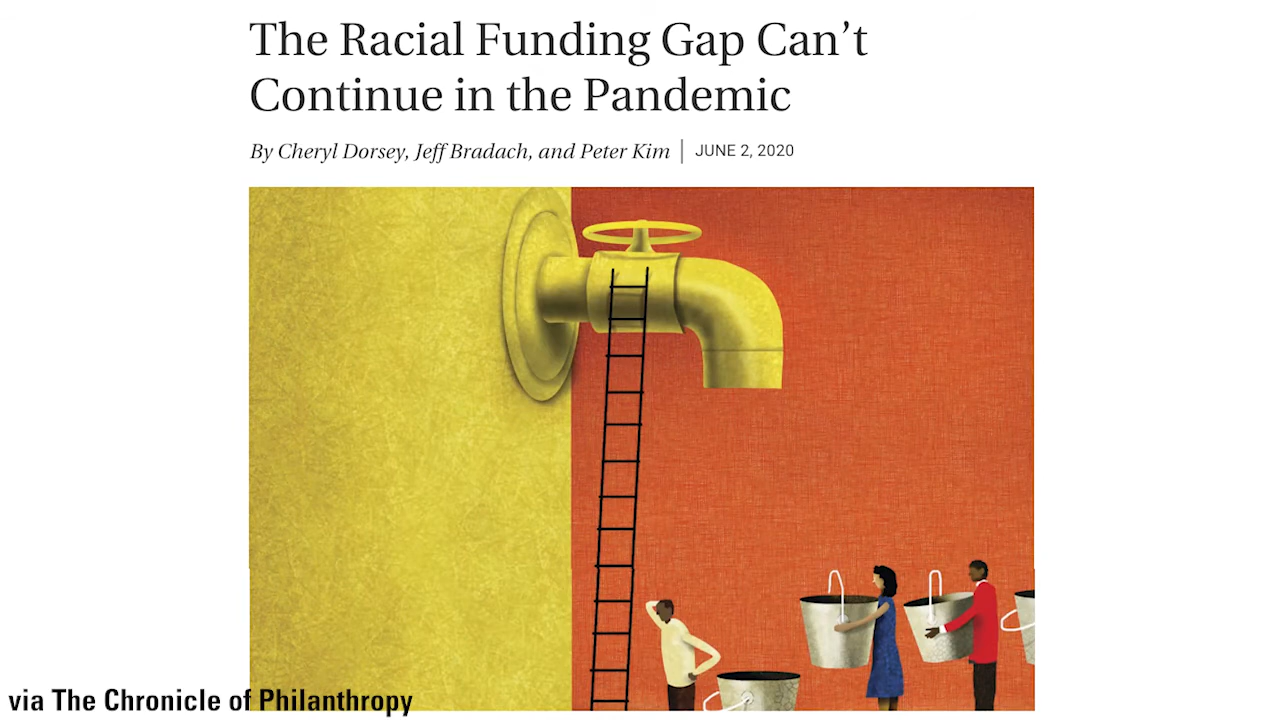 The Racial Funding Gap Can’t
Continue in the Pandemic
By Cheryl Dorsey, Jeff Bradach, and Peter Kim | JUNE 2, 2020
via The Chronicle of Philanthropy